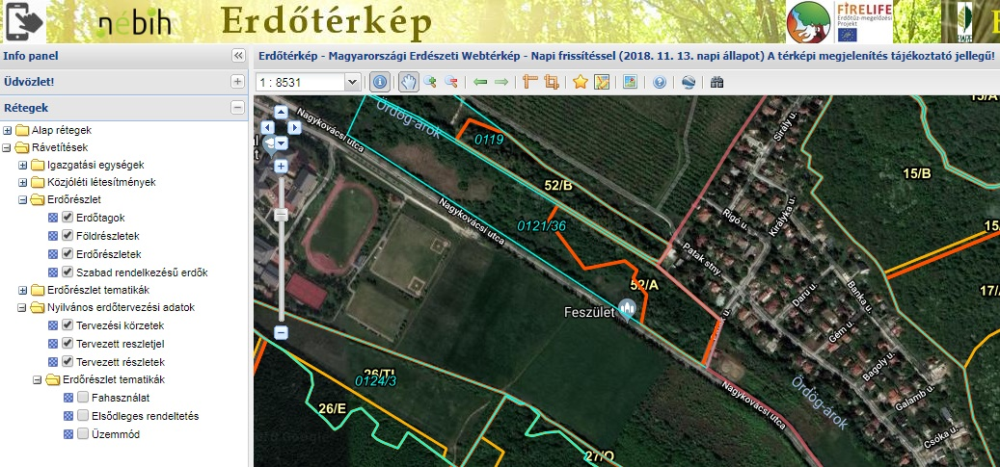 nébih
Erdőtérkép
FIRELIFE
Erdőtűz-megelőzési
Projekt
Info panel
Erdőtérkép - Magyarországi Erdészeti Webtérkép - Napi frissítéssel (2018. 11. 13. napi állapot) A térképi megjelenítés tájékoztató jellegű!
Üdvözlet!
Rétegek
1 : 8531
Alap rétegek
Rávetítések
Igazgatási egységek
Közjóléti létesítmények
Erdőrészlet
Erdőtagok
Földrészletek
Erdőrészletek
Szabad rendelkezésű erdők
Erdőrészlet tematikák
Nyilvános erdőtervezési adatok
Tervezési körzetek
Tervezett reszletjel
Tervezett részletek
Erdőrészlet tematikák
Fahasználat
Elsődleges rendeltetés
Üzemmód
Ördög-árok
Nagykovácsi utca
0119
Sirály u.
15/A
15/B
52/B
Nagykovácsi utca
0121/36
Rigó u.
Királyka u.
15
Patak stny.
52/A
17/
Feszület
Daru u.
Banka u.
Gém u.
Bagoly u.
26/TI
0124/3
26/E
Nagykovácsi utca
Ördög-árok
Galamb u.
Csóka u.
27/O